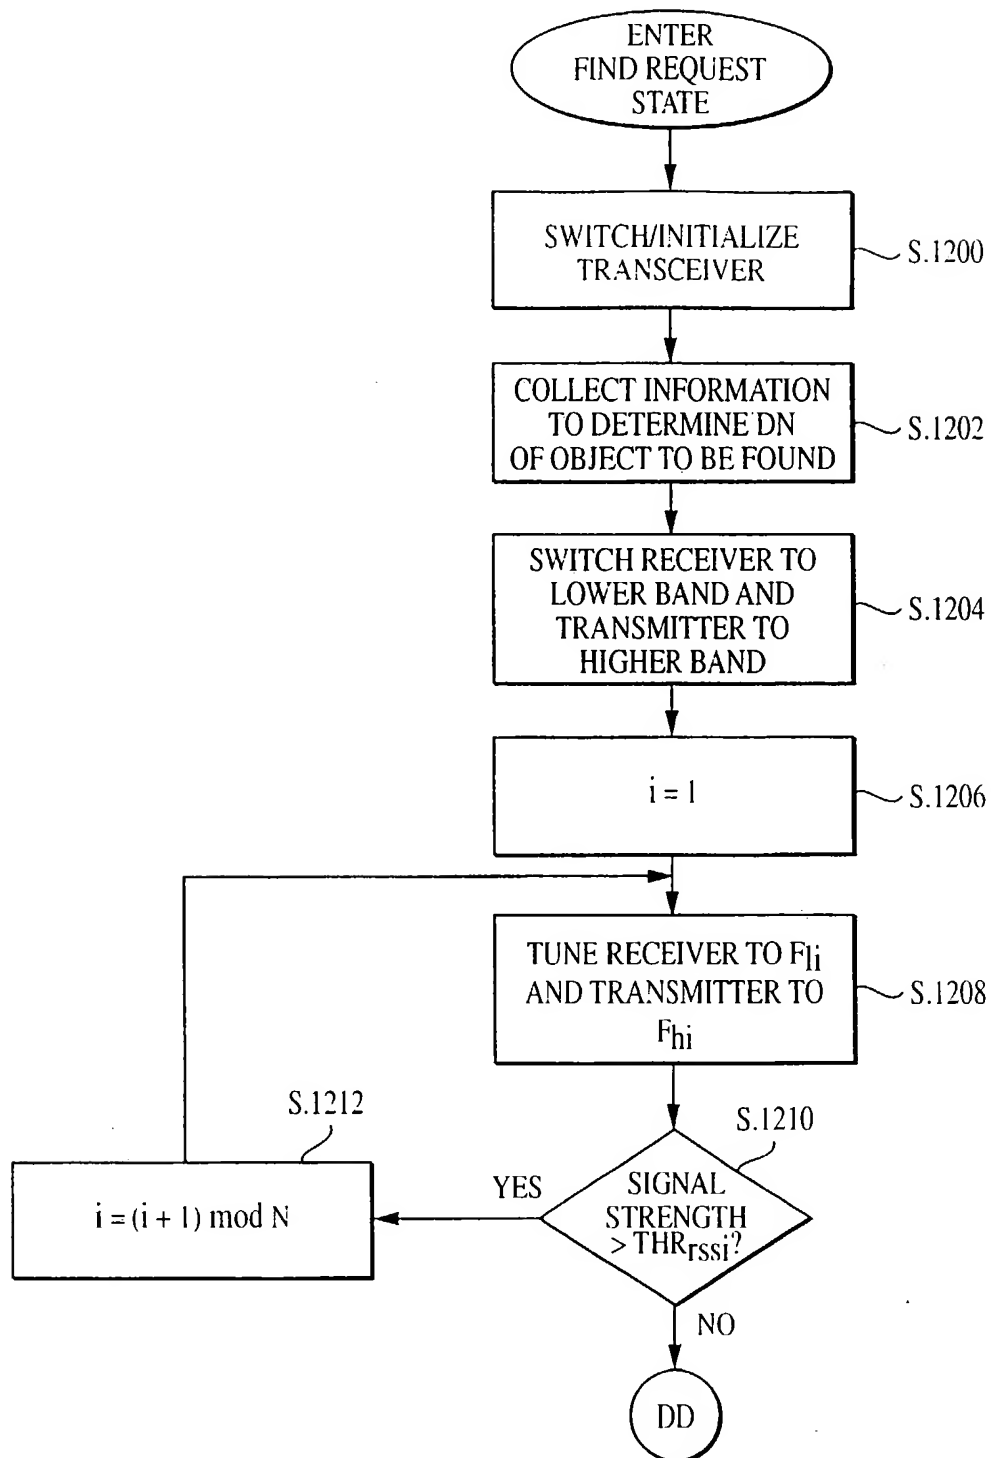 ENTER
FIND REQUEST
STATE
SWITCH/INITIALIZE
TRANSCEIVER
S.1200
COLLECT INFORMATION
TO DETERMINE DN
OF OBJECT TO BE FOUND
S.1202
SWITCH RECEIVER TO
LOWER BAND AND
TRANSMITTER TO
HIGHER BAND
S.1204
i = 1
S.1206
TUNE RECEIVER TO Fli
AND TRANSMITTER TO
Fhi
S.1208
S.1210
SIGNAL
STRENGTH
> THRrssi?
YES
S.1212
i = (i + 1) mod N
NO
DD